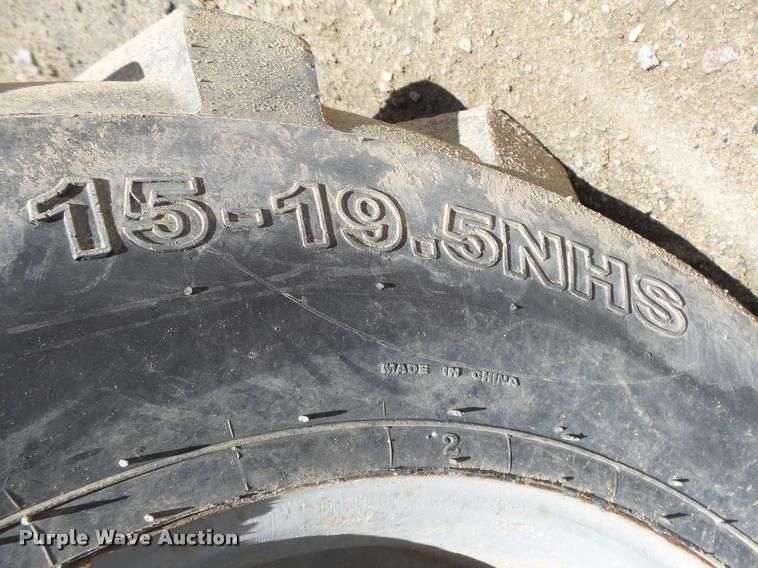 15-19.5NHS
MADE IN CHINA
2
Purple Wave Auction